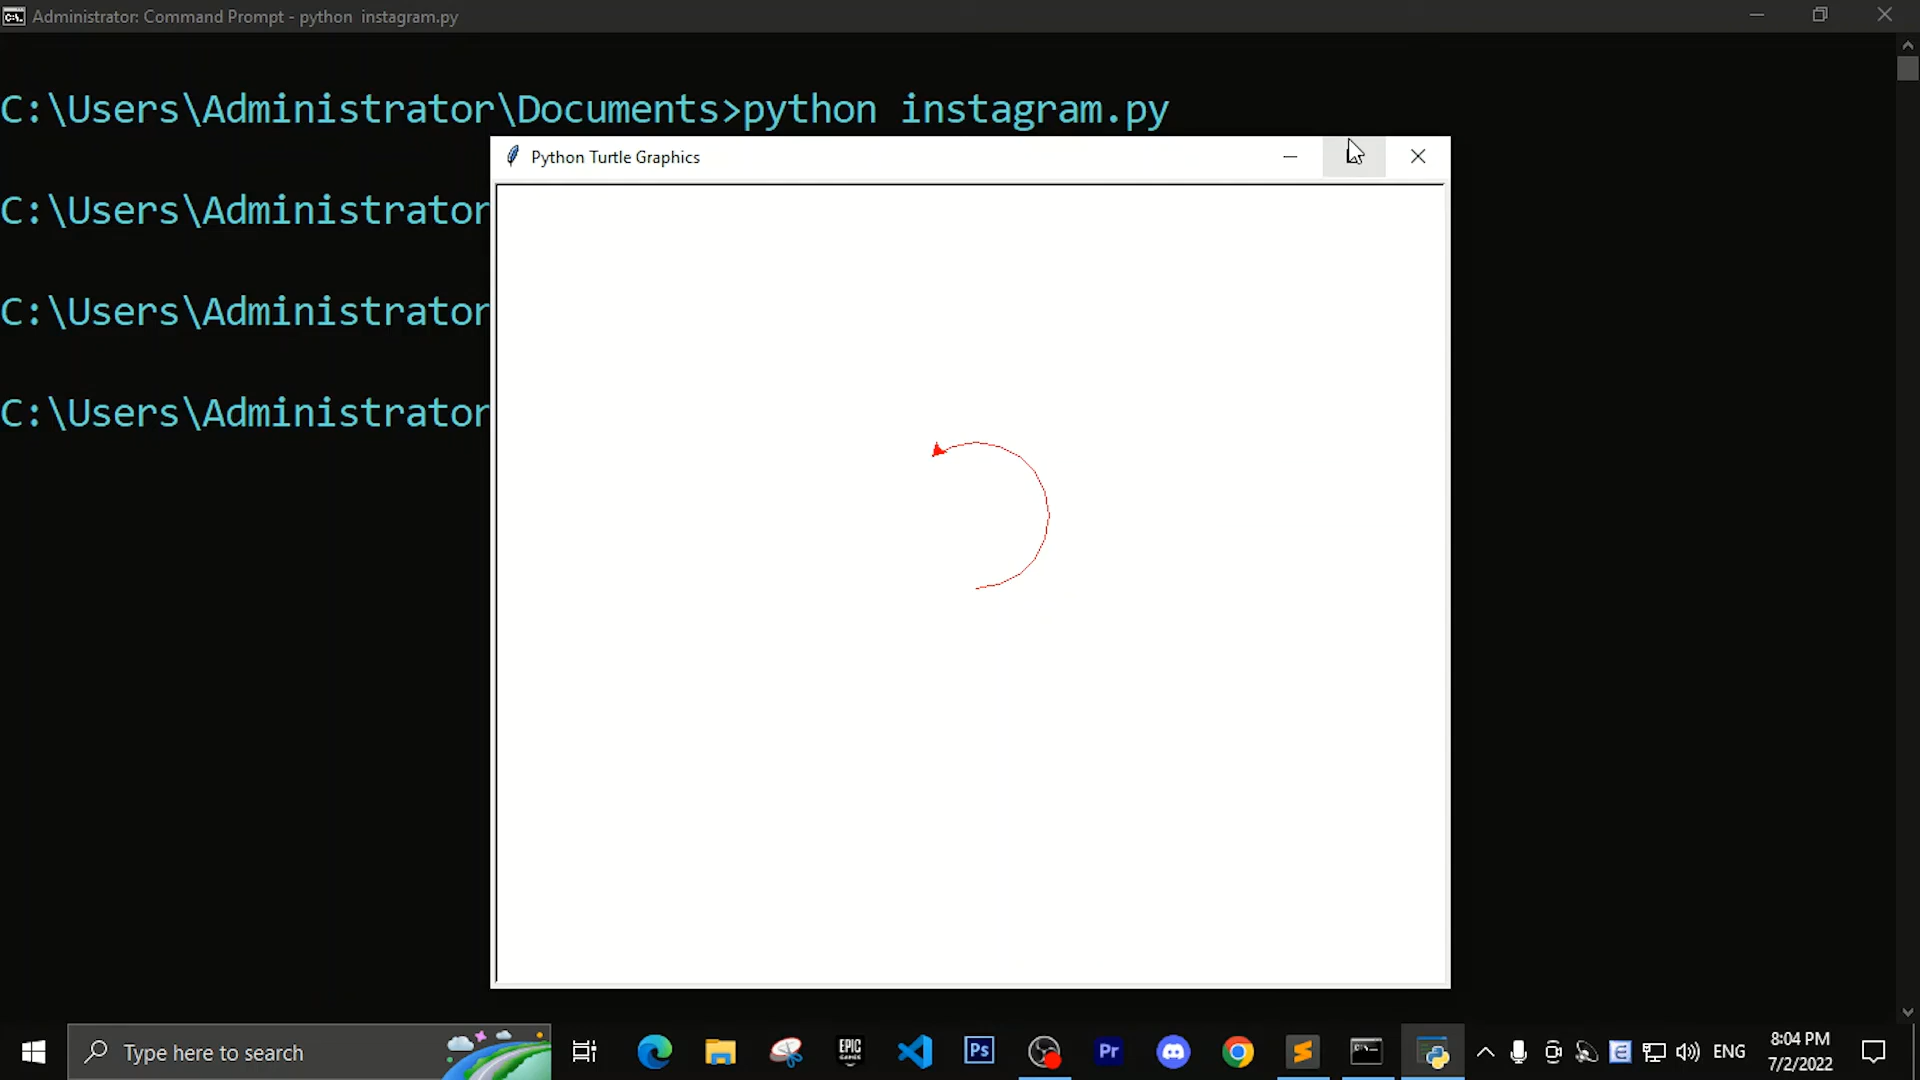 Administrator: Command Prompt - python  instagram.py
C:\Users\Administrator\Documents>python instagram.py
Python Turtle Graphics
C:\Users\Administrator
C:\Users\Administrator
C:\Users\Administrator
Type here to search
EPIC
GAMES
Ps
Pr
ENG
8:04 PM
7/2/2022